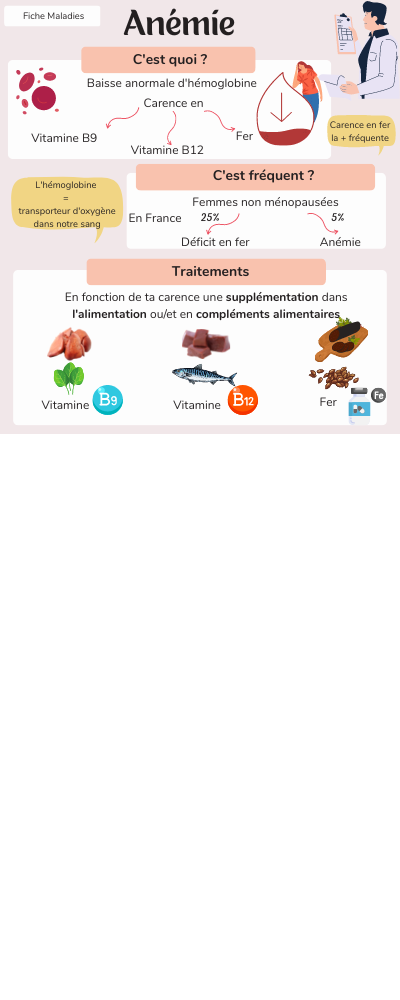 Fiche Maladies
Anémie
C'est quoi ?
Baisse anormale d'hémoglobine
Carence en
Vitamine B9
Vitamine B12
Fer
Carence en fer
la + fréquente
C'est fréquent ?
L'hémoglobine
=
transporteur d'oxygène
dans notre sang
Femmes non ménopausées
En France 25% 5%
Déficit en fer Anémie
Traitements
En fonction de ta carence une supplémentation dans
l'alimentation ou/et en compléments alimentaires
Vitamine B9
Vitamine B12
Fer Fe